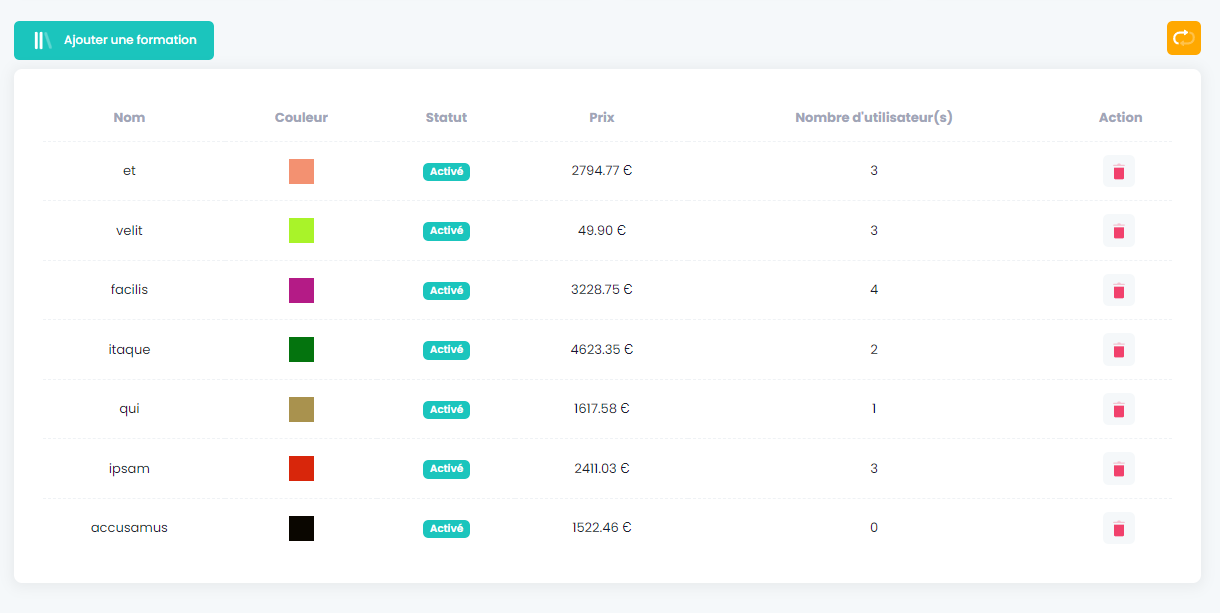 Ajouter une formation
Nom Couleur Statut Prix Nombre d'utilisateur(s) Action
et Activé 2794.77 € 3
velit Activé 49.90 € 3
facilis Activé 3228.75 € 4
itaque Activé 4623.35 € 2
qui Activé 1617.58 € 1
ipsam Activé 2411.03 € 3
accusamus Activé 1522.46 € 0